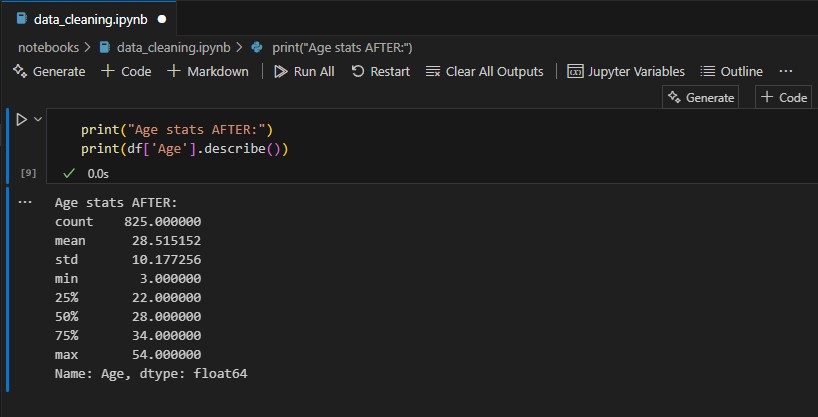 data_cleaning.ipynb
notebooks > data_cleaning.ipynb > print("Age stats AFTER:")
Generate + Code + Markdown Run All Restart Clear All Outputs Jupyter Variables Outline ...
Generate + Code
print("Age stats AFTER:")
print(df['Age'].describe())
[9] 0.0s
Age stats AFTER:
count 825.000000
mean 28.515152
std 10.177256
min 3.000000
25% 22.000000
50% 28.000000
75% 34.000000
max 54.000000
Name: Age, dtype: float64